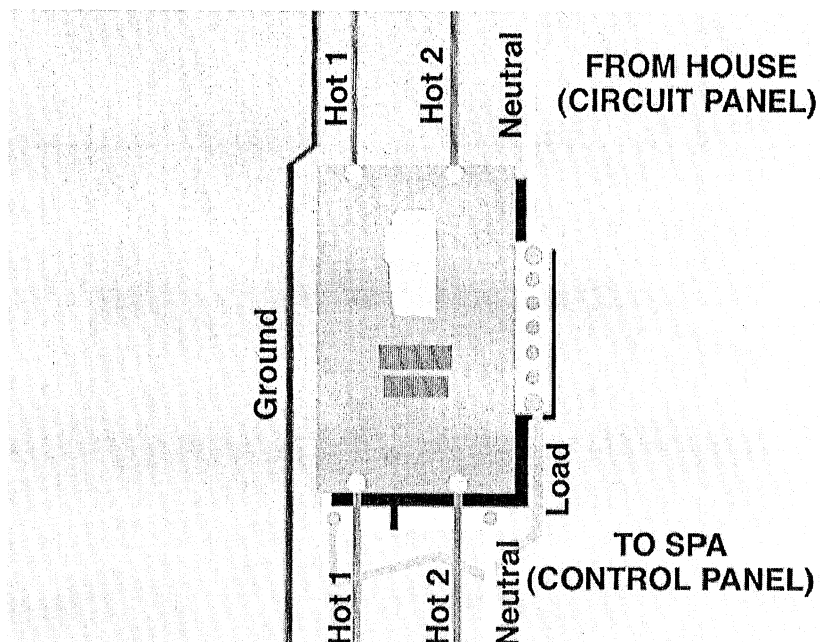 Hot 1
Hot 2
Neutral
FROM HOUSE
(CIRCUIT PANEL)
Ground
Load
Hot 1
Hot 2
Neutral
TO SPA
(CONTROL PANEL)